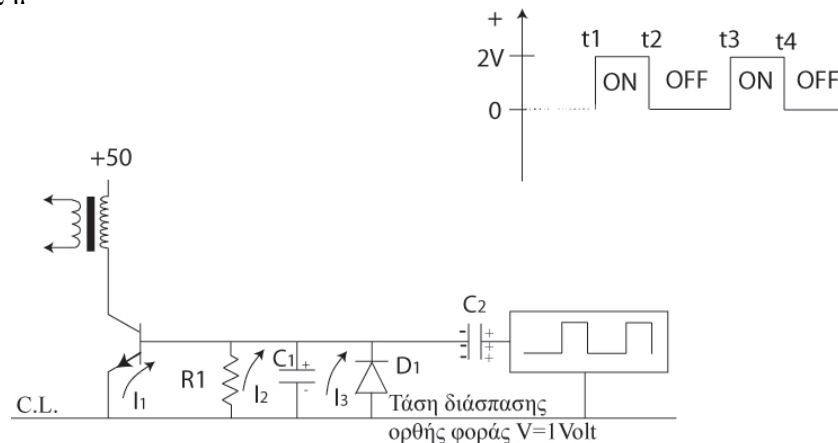 +
t1 t2 t3 t4
2V
ON OFF ON OFF
0
+50
C2
R1
C1
+
-
D1
I1
I2
I3
C.L.
Τάση διάσπασης
ορθής φοράς V=1Volt